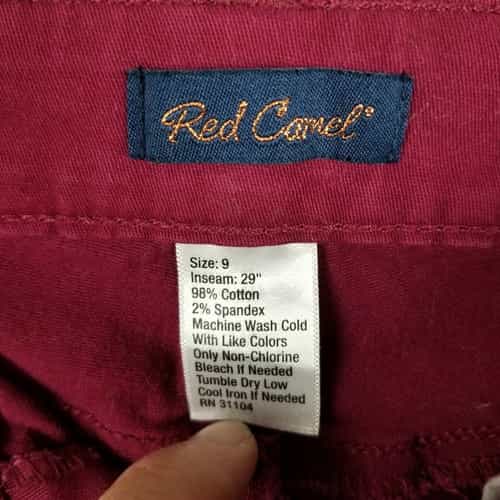 Red Camel®
Size: 9
Inseam: 29"
98% Cotton
2% Spandex
Machine Wash Cold
With Like Colors
Only Non-Chlorine
Bleach If Needed
Tumble Dry Low
Cool Iron If Needed
RN 31104